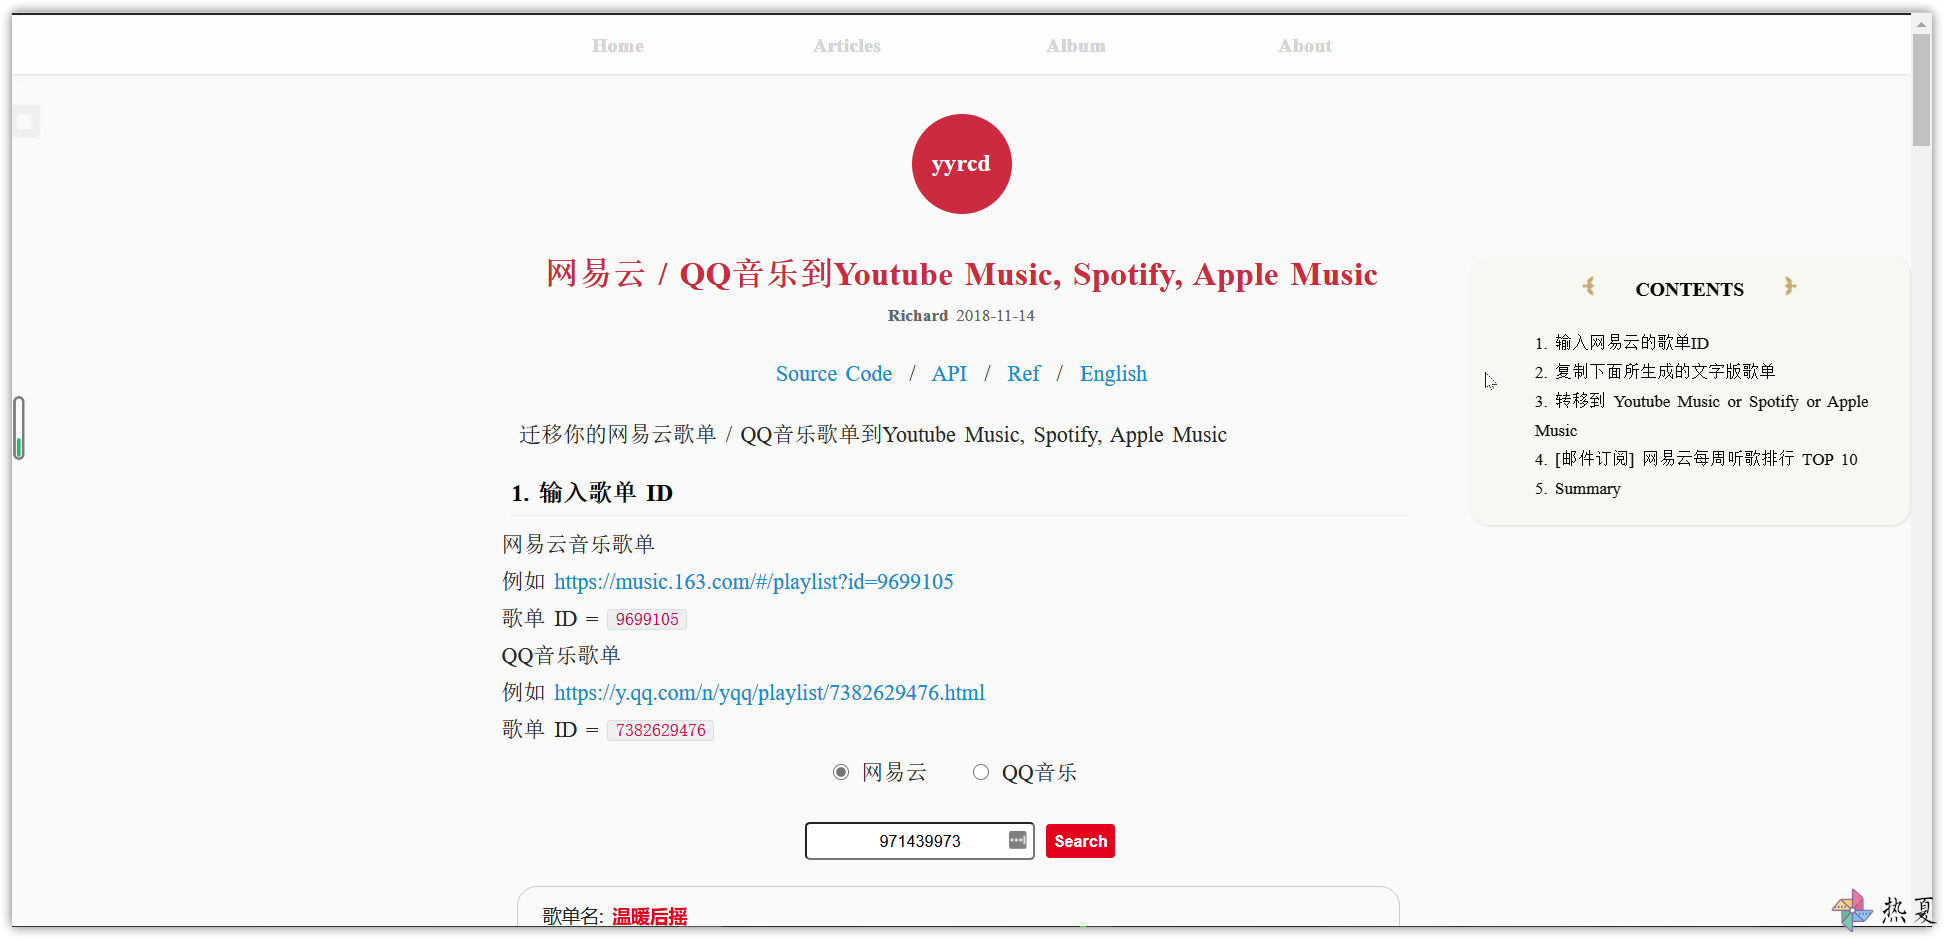 Home Articles Album About
yyrcd
网易云 / QQ音乐到Youtube Music, Spotify, Apple Music
Richard 2018-11-14
Source Code / API / Ref / English
迁移你的网易云歌单 / QQ音乐歌单到Youtube Music, Spotify, Apple Music
1. 输入歌单 ID
网易云音乐歌单
例如 https://music.163.com/#/playlist?id=9699105
歌单 ID = 9699105
QQ音乐歌单
例如 https://y.qq.com/n/yqq/playlist/7382629476.html
歌单 ID = 7382629476
网易云 QQ音乐
971439973 Search
歌单名: 温暖后摇
CONTENTS
1. 输入网易云的歌单ID
2. 复制下面所生成的文字版歌单
3. 转移到 Youtube Music or Spotify or Apple
Music
4. [邮件订阅] 网易云每周听歌排行 TOP 10
5. Summary
热夏